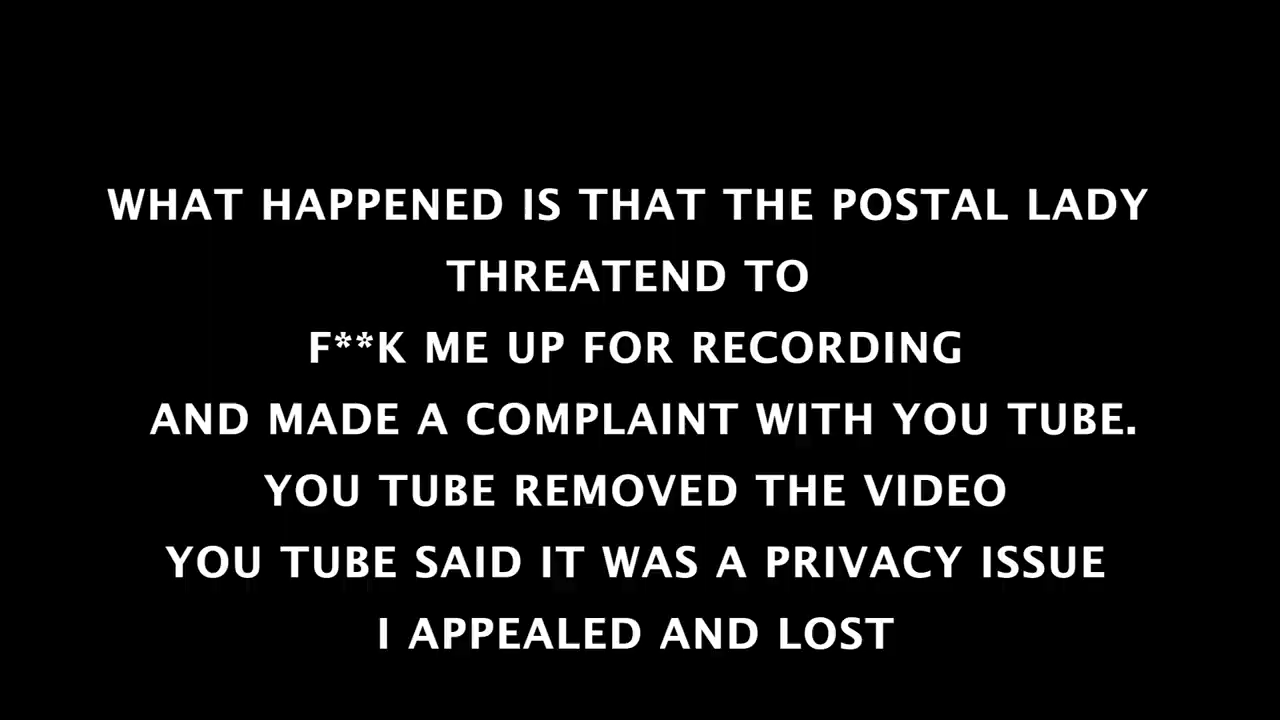 WHAT HAPPENED IS THAT THE POSTAL LADY
THREATEND TO
F**K ME UP FOR RECORDING
AND MADE A COMPLAINT WITH YOU TUBE.
YOU TUBE REMOVED THE VIDEO
YOU TUBE SAID IT WAS A PRIVACY ISSUE
I APPEALED AND LOST